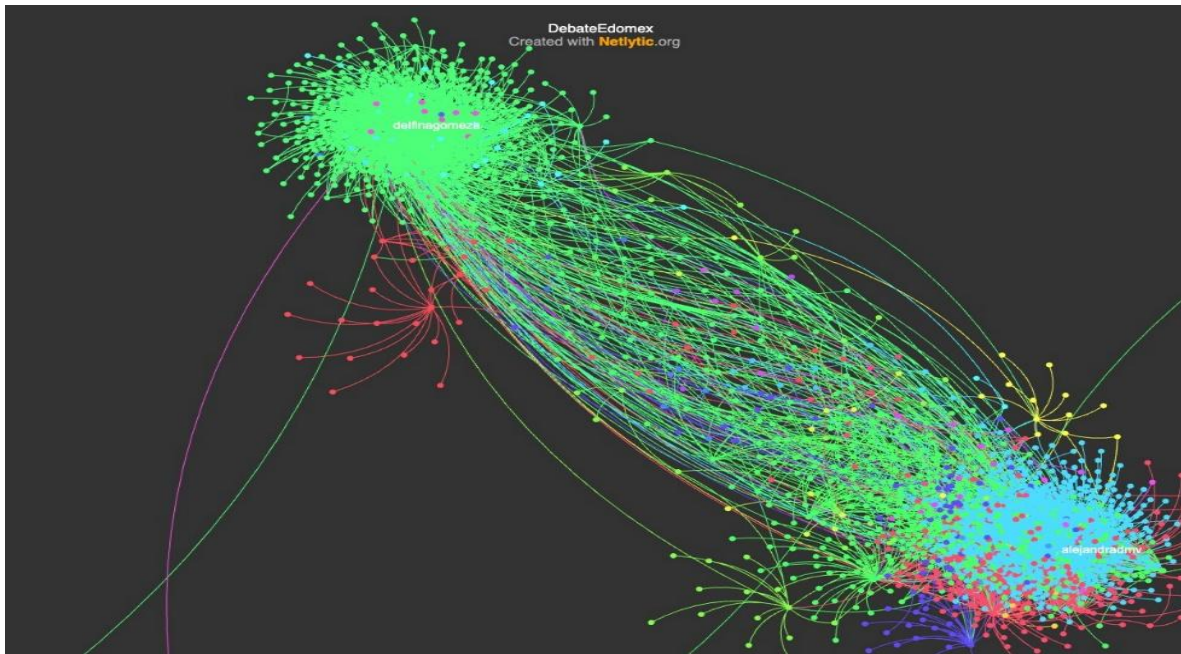 DebateEdomex
Created with Netlytic.org
delfinagomeza
alejandradmv